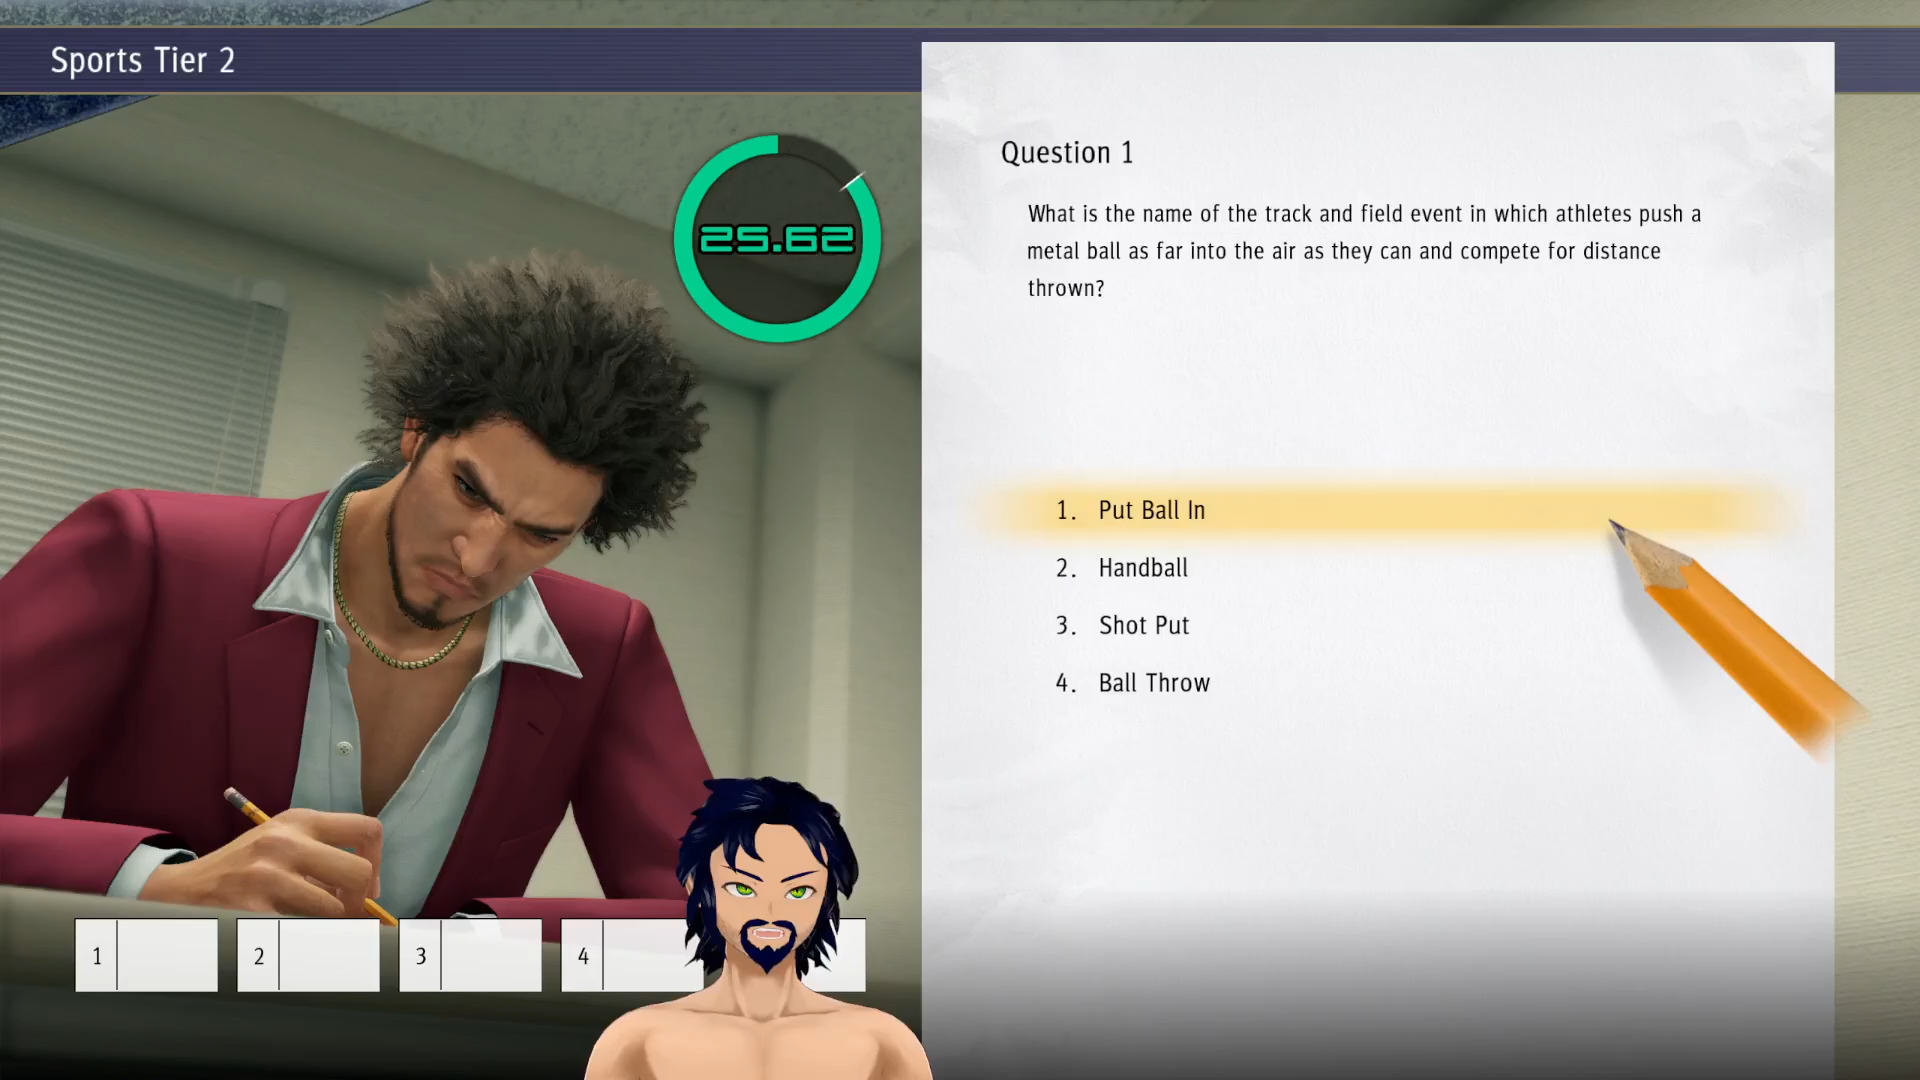 Sports Tier 2
25.62
Question 1
What is the name of the track and field event in which athletes push a
metal ball as far into the air as they can and compete for distance
thrown?
1. Put Ball In
2. Handball
3. Shot Put
4. Ball Throw
1
2
3
4